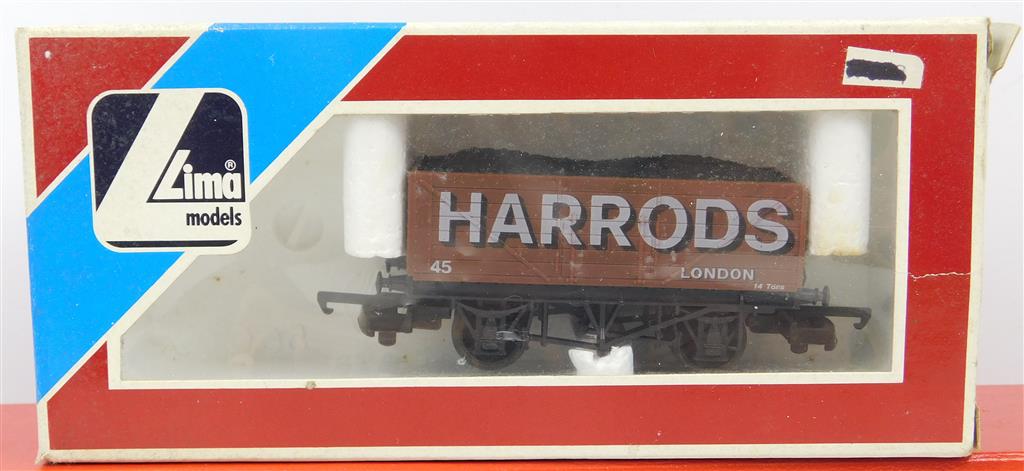 Lima®
models
HARRODS
45
LONDON
14 Tons